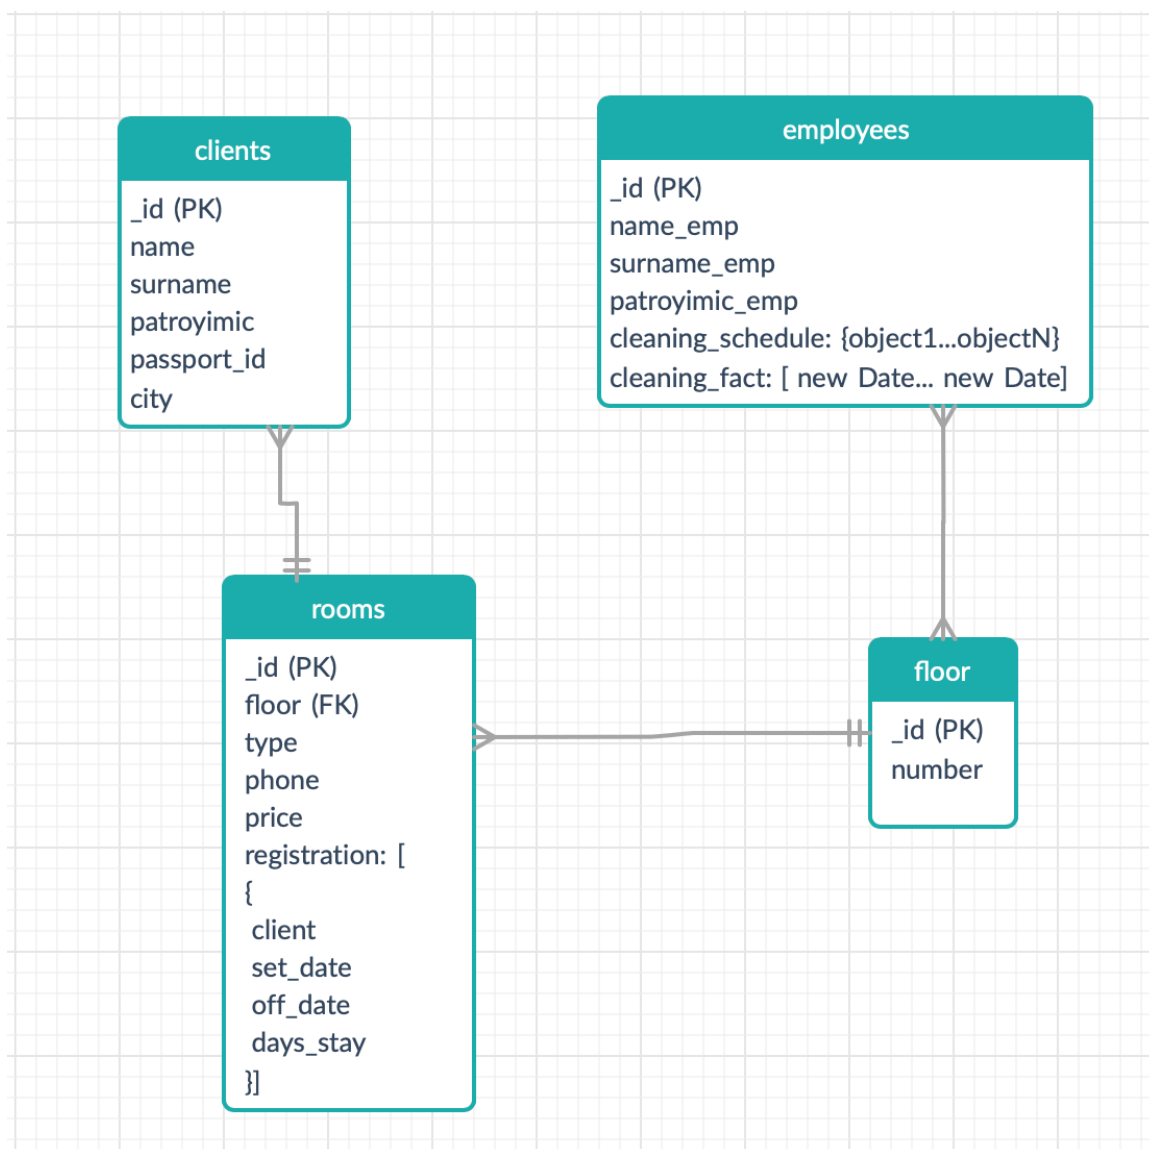 clients
_id (PK)
name
surname
patroyimic
passport_id
city
employees
_id (PK)
name_emp
surname_emp
patroyimic_emp
cleaning_schedule: {object1...objectN}
cleaning_fact: [ new Date... new Date]
rooms
_id (PK)
floor (FK)
type
phone
price
registration: [
{
client
set_date
off_date
days_stay
}]
floor
_id (PK)
number